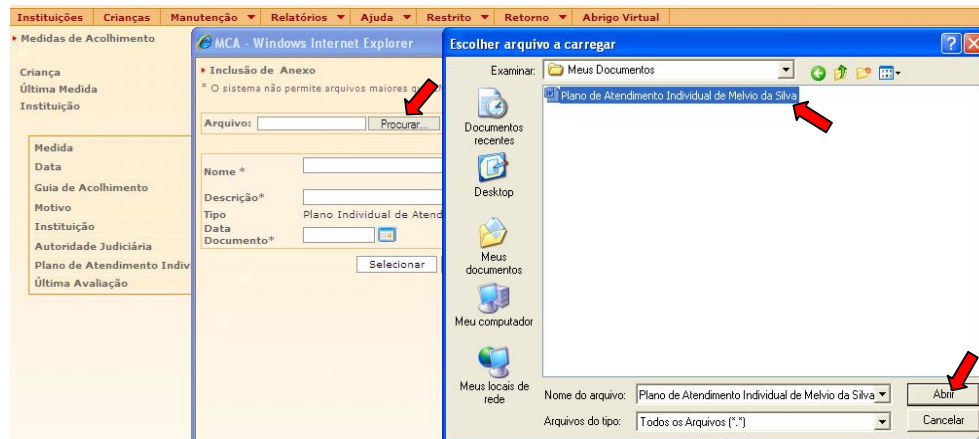 Instituições Crianças Manutenção Relatórios Ajuda Restrito Retorno Abrigo Virtual
Medidas de Acolhimento
Criança
Última Medida
Instituição
Medida
Data
Guia de Acolhimento
Motivo
Instituição
Autoridade Judiciária
Plano de Atendimento Indiv
Última Avaliação
MCA - Windows Internet Explorer
Inclusão de Anexo
* O sistema não permite arquivos maiores
Arquivo: Procurar...
Nome *
Descrição*
Tipo Plano Individual de Atend
Data
Documento*
Selecionar
Escolher arquivo a carregar
Examinar: Meus Documentos
Plano de Atendimento Individual de Melvio da Silva
Documentos
recentes
Desktop
Meus
documentos
Meu computador
Meus locais de
rede
Nome do arquivo: Plano de Atendimento Individual de Melvio da Silva Abrir
Arquivos do tipo: Todos os Arquivos (*.*) Cancelar